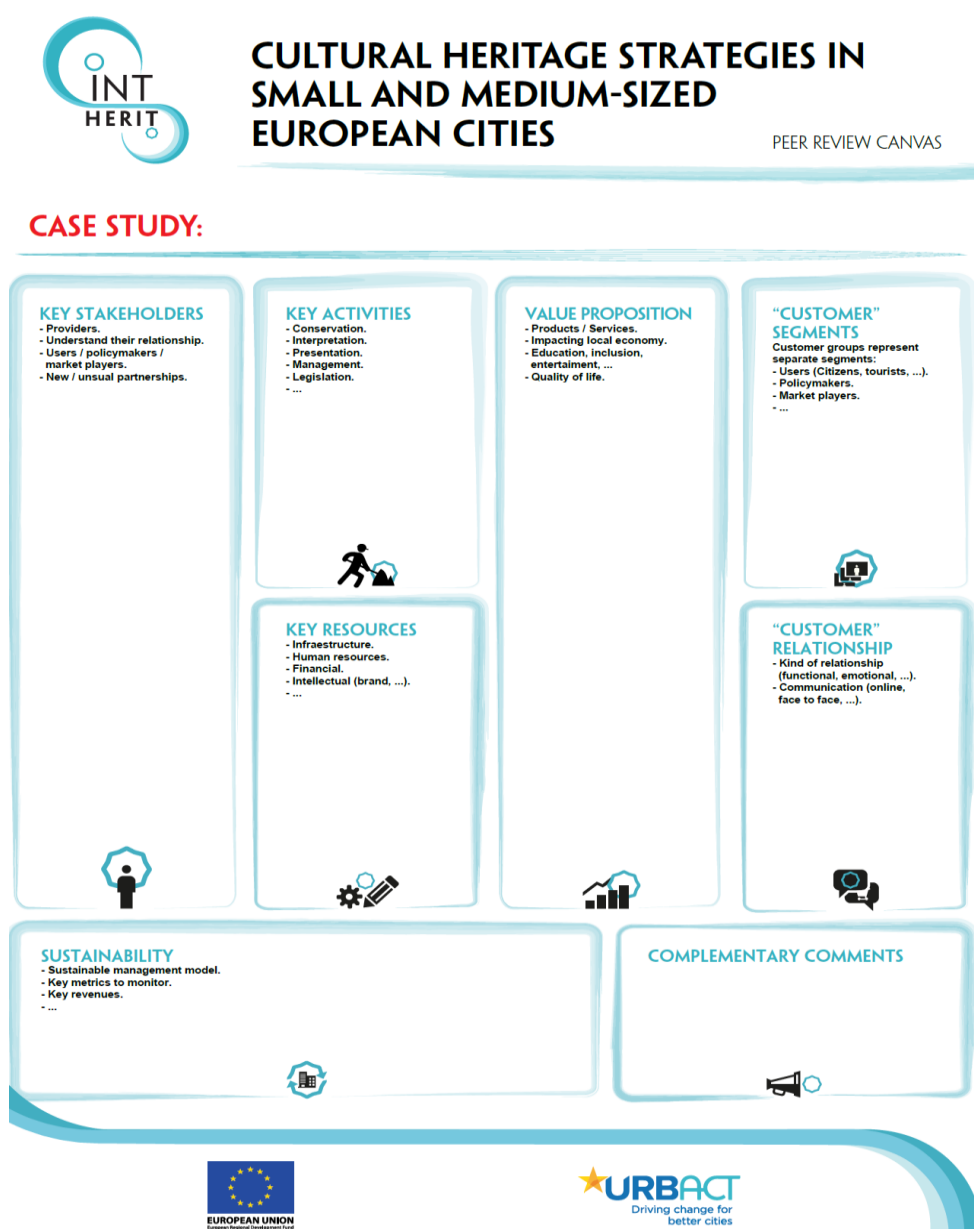 INT
HERIT
CULTURAL HERITAGE STRATEGIES IN
SMALL AND MEDIUM-SIZED
EUROPEAN CITIES
PEER REVIEW CANVAS
CASE STUDY:
KEY STAKEHOLDERS
- Providers.
- Understand their relationship.
- Users / policymakers /
market players.
- New / unusual partnerships.
KEY ACTIVITIES
- Conservation.
- Interpretation.
- Presentation.
- Management.
- Legislation.
- ...
KEY RESOURCES
- Infraestructure.
- Human resources.
- Financial.
- Intellectual (brand, ...).
- ...
VALUE PROPOSITION
- Products / Services.
- Impacting local economy.
- Education, inclusion,
entertaiment, ...
- Quality of life.
“CUSTOMER”
SEGMENTS
Customer groups represent
separate segments:
- Users (Citizens, tourists, ...).
- Policymakers.
- Market players.
- ...
“CUSTOMER”
RELATIONSHIP
- Kind of relationship
(functional, emotional, ...).
- Communication (online,
face to face, ...).
SUSTAINABILITY
- Sustainable management model.
- Key metrics to monitor.
- Key revenues.
- ...
COMPLEMENTARY COMMENTS
EUROPEAN UNION
European Regional Development Fund
URBACT
Driving change for
better cities